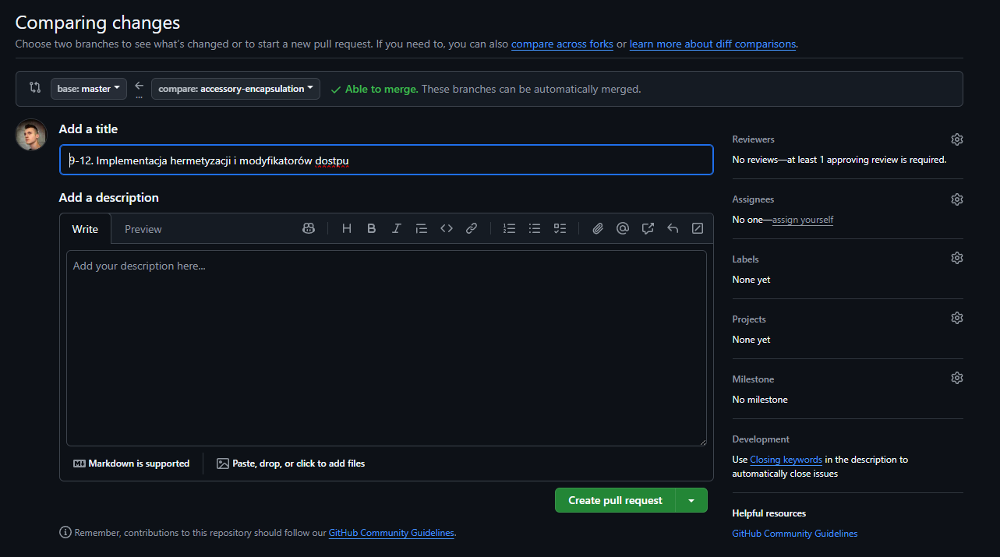 Comparing changes
Choose two branches to see what's changed or to start a new pull request. If you need to, you can also compare across forks or learn more about diff comparisons.
base: master
...
compare: accessory-encapsulation
Able to merge. These branches can be automatically merged.
Add a title
9-12. Implementacja hermetyzacji i modyfikatorów dostpu
Add a description
Write Preview
Add your description here...
Markdown is supported
Paste, drop, or click to add files
Create pull request
Remember, contributions to this repository should follow our GitHub Community Guidelines.
Reviewers
No reviews—at least 1 approving review is required.
Assignees
No one—assign yourself
Labels
None yet
Projects
None yet
Milestone
No milestone
Development
Use Closing keywords in the description to
automatically close issues
Helpful resources
GitHub Community Guidelines